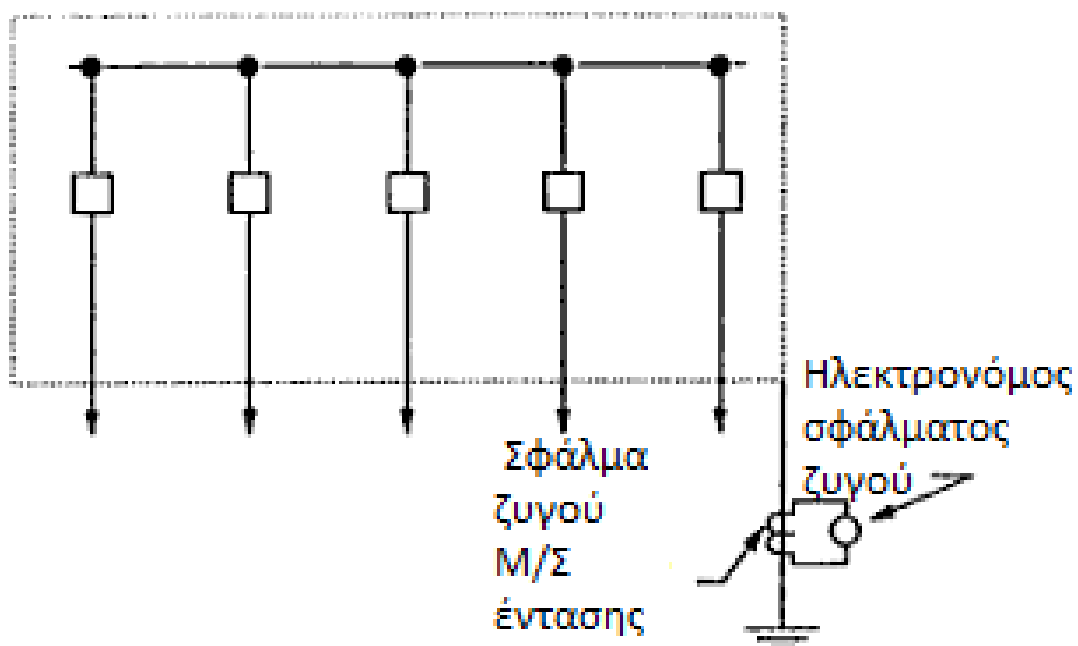 Ηλεκτρονόμος
σφάλματος
ζυγού
Σφάλμα
ζυγού
Μ/Σ
έντασης